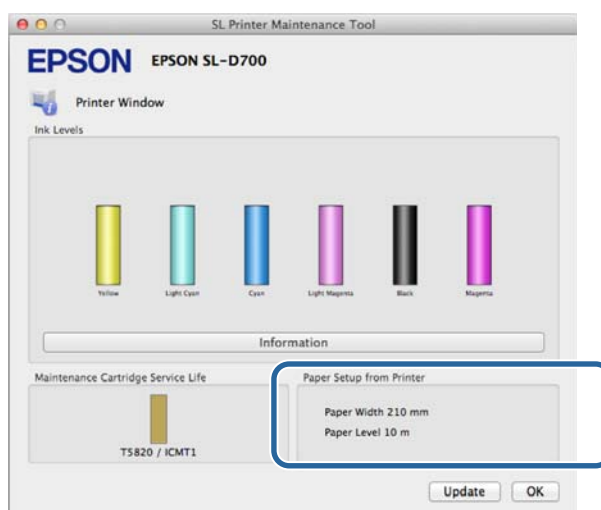 SL Printer Maintenance Tool
EPSON EPSON SL-D700
Printer Window
Ink Levels
Yellow Light Cyan Cyan Light Magenta Black Magenta
Information
Maintenance Cartridge Service Life Paper Setup from Printer
Paper Width 210 mm
Paper Level 10 m
T5820 / ICMT1
Update OK